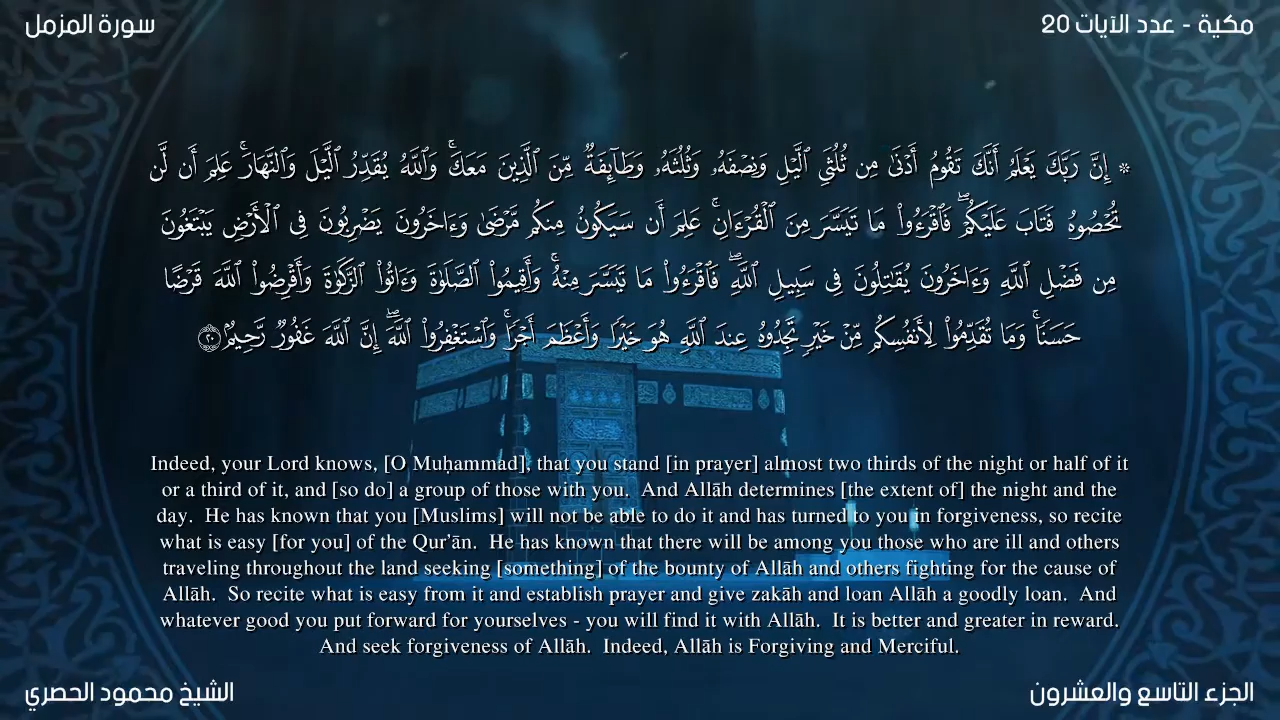 سورة المزمل
مكية - عدد الآيات 20
* إِنَّ رَبَّكَ يَعْلَمُ أَنَّكَ تَقُومُ أَدْنَىٰ مِن ثُلُثَيِ ٱلَّيْلِ وَنِصْفَهُۥ وَثُلُثَهُۥ وَطَآئِفَةٌ مِّنَ ٱلَّذِينَ مَعَكَۚ وَٱللَّهُ يُقَدِّرُ ٱلَّيْلَ وَٱلنَّهَارَۚ عَلِمَ أَن لَّن
تُحْصُوهُ فَتَابَ عَلَيْكُمْۖ فَٱقْرَءُوا۟ مَا تَيَسَّرَ مِنَ ٱلْقُرْءَانِۚ عَلِمَ أَن سَيَكُونُ مِنكُم مَّرْضَىٰ وَءَاخَرُونَ يَضْرِبُونَ فِى ٱلْأَرْضِ يَبْتَغُونَ
مِن فَضْلِ ٱللَّهِ وَءَاخَرُونَ يُقَـٰتِلُونَ فِى سَبِيلِ ٱللَّهِۖ فَٱقْرَءُوا۟ مَا تَيَسَّرَ مِنْهُۚ وَأَقِيمُوا۟ ٱلصَّلَوٰةَ وَءَاتُوا۟ ٱلزَّكَوٰةَ وَأَقْرِضُوا۟ ٱللَّهَ قَرْضًا
حَسَنًاۚ وَمَا تُقَدِّمُوا۟ لِأَنفُسِكُم مِّنْ خَيْرٍ تَجِدُوهُ عِندَ ٱللَّهِ هُوَ خَيْرًا وَأَعْظَمَ أَجْرًاۚ وَٱسْتَغْفِرُوا۟ ٱللَّهَۖ إِنَّ ٱللَّهَ غَفُورٌ رَّحِيمٌۢ ٢٠
Indeed, your Lord knows, [O Muḥammad], that you stand [in prayer] almost two thirds of the night or half of it
or a third of it, and [so do] a group of those with you.  And Allāh determines [the extent of] the night and the
day.  He has known that you [Muslims] will not be able to do it and has turned to you in forgiveness, so recite
what is easy [for you] of the Qur’ān.  He has known that there will be among you those who are ill and others
traveling throughout the land seeking [something] of the bounty of Allāh and others fighting for the cause of
Allāh.  So recite what is easy from it and establish prayer and give zakāh and loan Allāh a goodly loan.  And
whatever good you put forward for yourselves - you will find it with Allāh.  It is better and greater in reward.
And seek forgiveness of Allāh.  Indeed, Allāh is Forgiving and Merciful.
الشيخ محمود الحصري
الجزء التاسع والعشرون